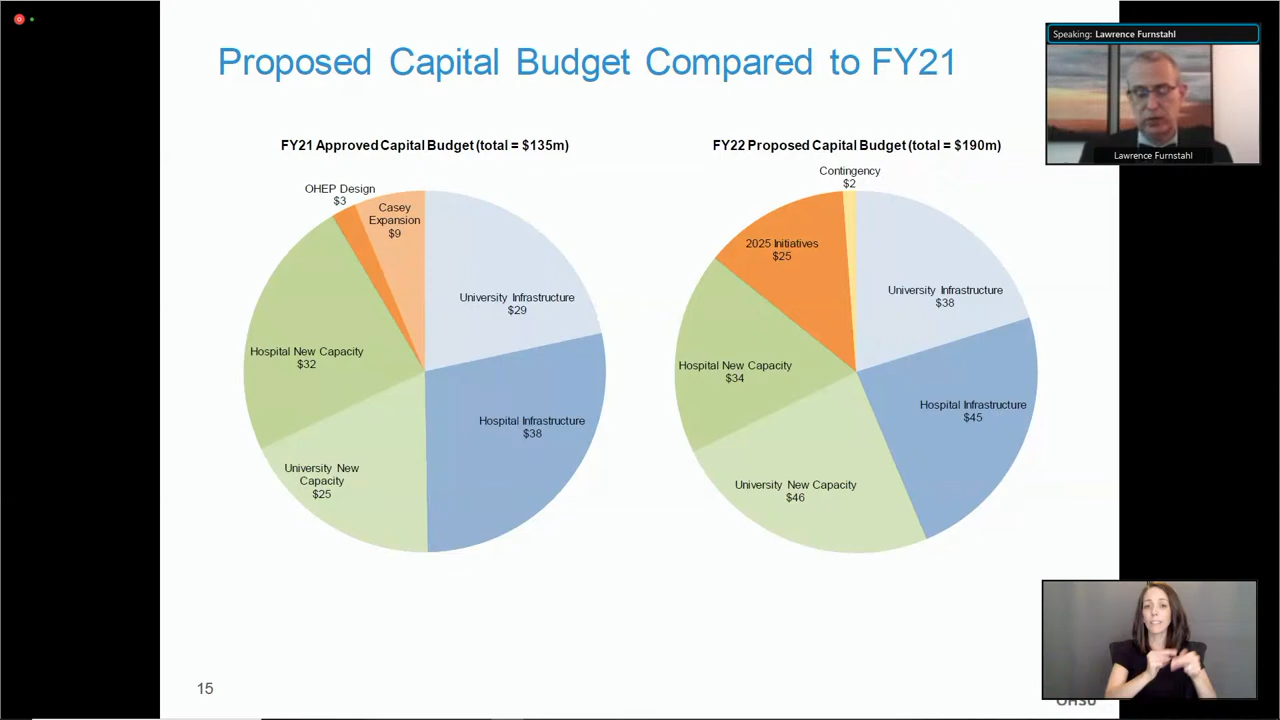 Proposed Capital Budget Compared to FY21
Speaking: Lawrence Furnstahl
Lawrence Furnstahl
FY21 Approved Capital Budget (total = $135m)
OHEP Design
$3
Casey
Expansion
$9
University Infrastructure
$29
Hospital New Capacity
$32
Hospital Infrastructure
$38
University New
Capacity
$25
FY22 Proposed Capital Budget (total = $190m)
Contingency
$2
2025 Initiatives
$25
University Infrastructure
$38
Hospital New Capacity
$34
Hospital Infrastructure
$45
University New Capacity
$46
15
OHSU